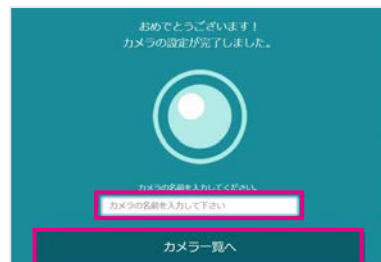 おめでとうございます！
カメラの設定が完了しました。
カメラの名前を入力してください。
カメラの名前を入力して下さい
カメラ一覧へ